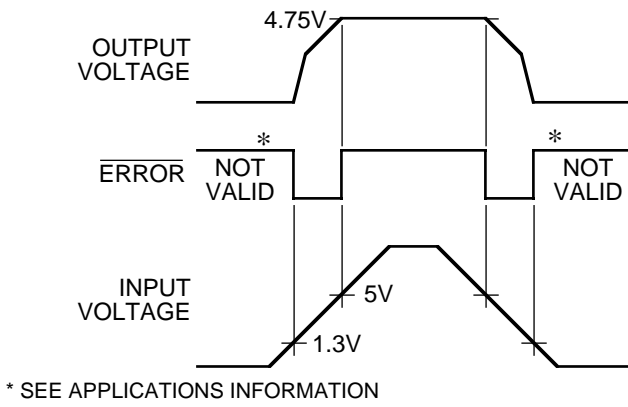 4.75V
OUTPUT
VOLTAGE
*
*
ERROR
NOT
VALID
NOT
VALID
INPUT
VOLTAGE
5V
1.3V
* SEE APPLICATIONS INFORMATION